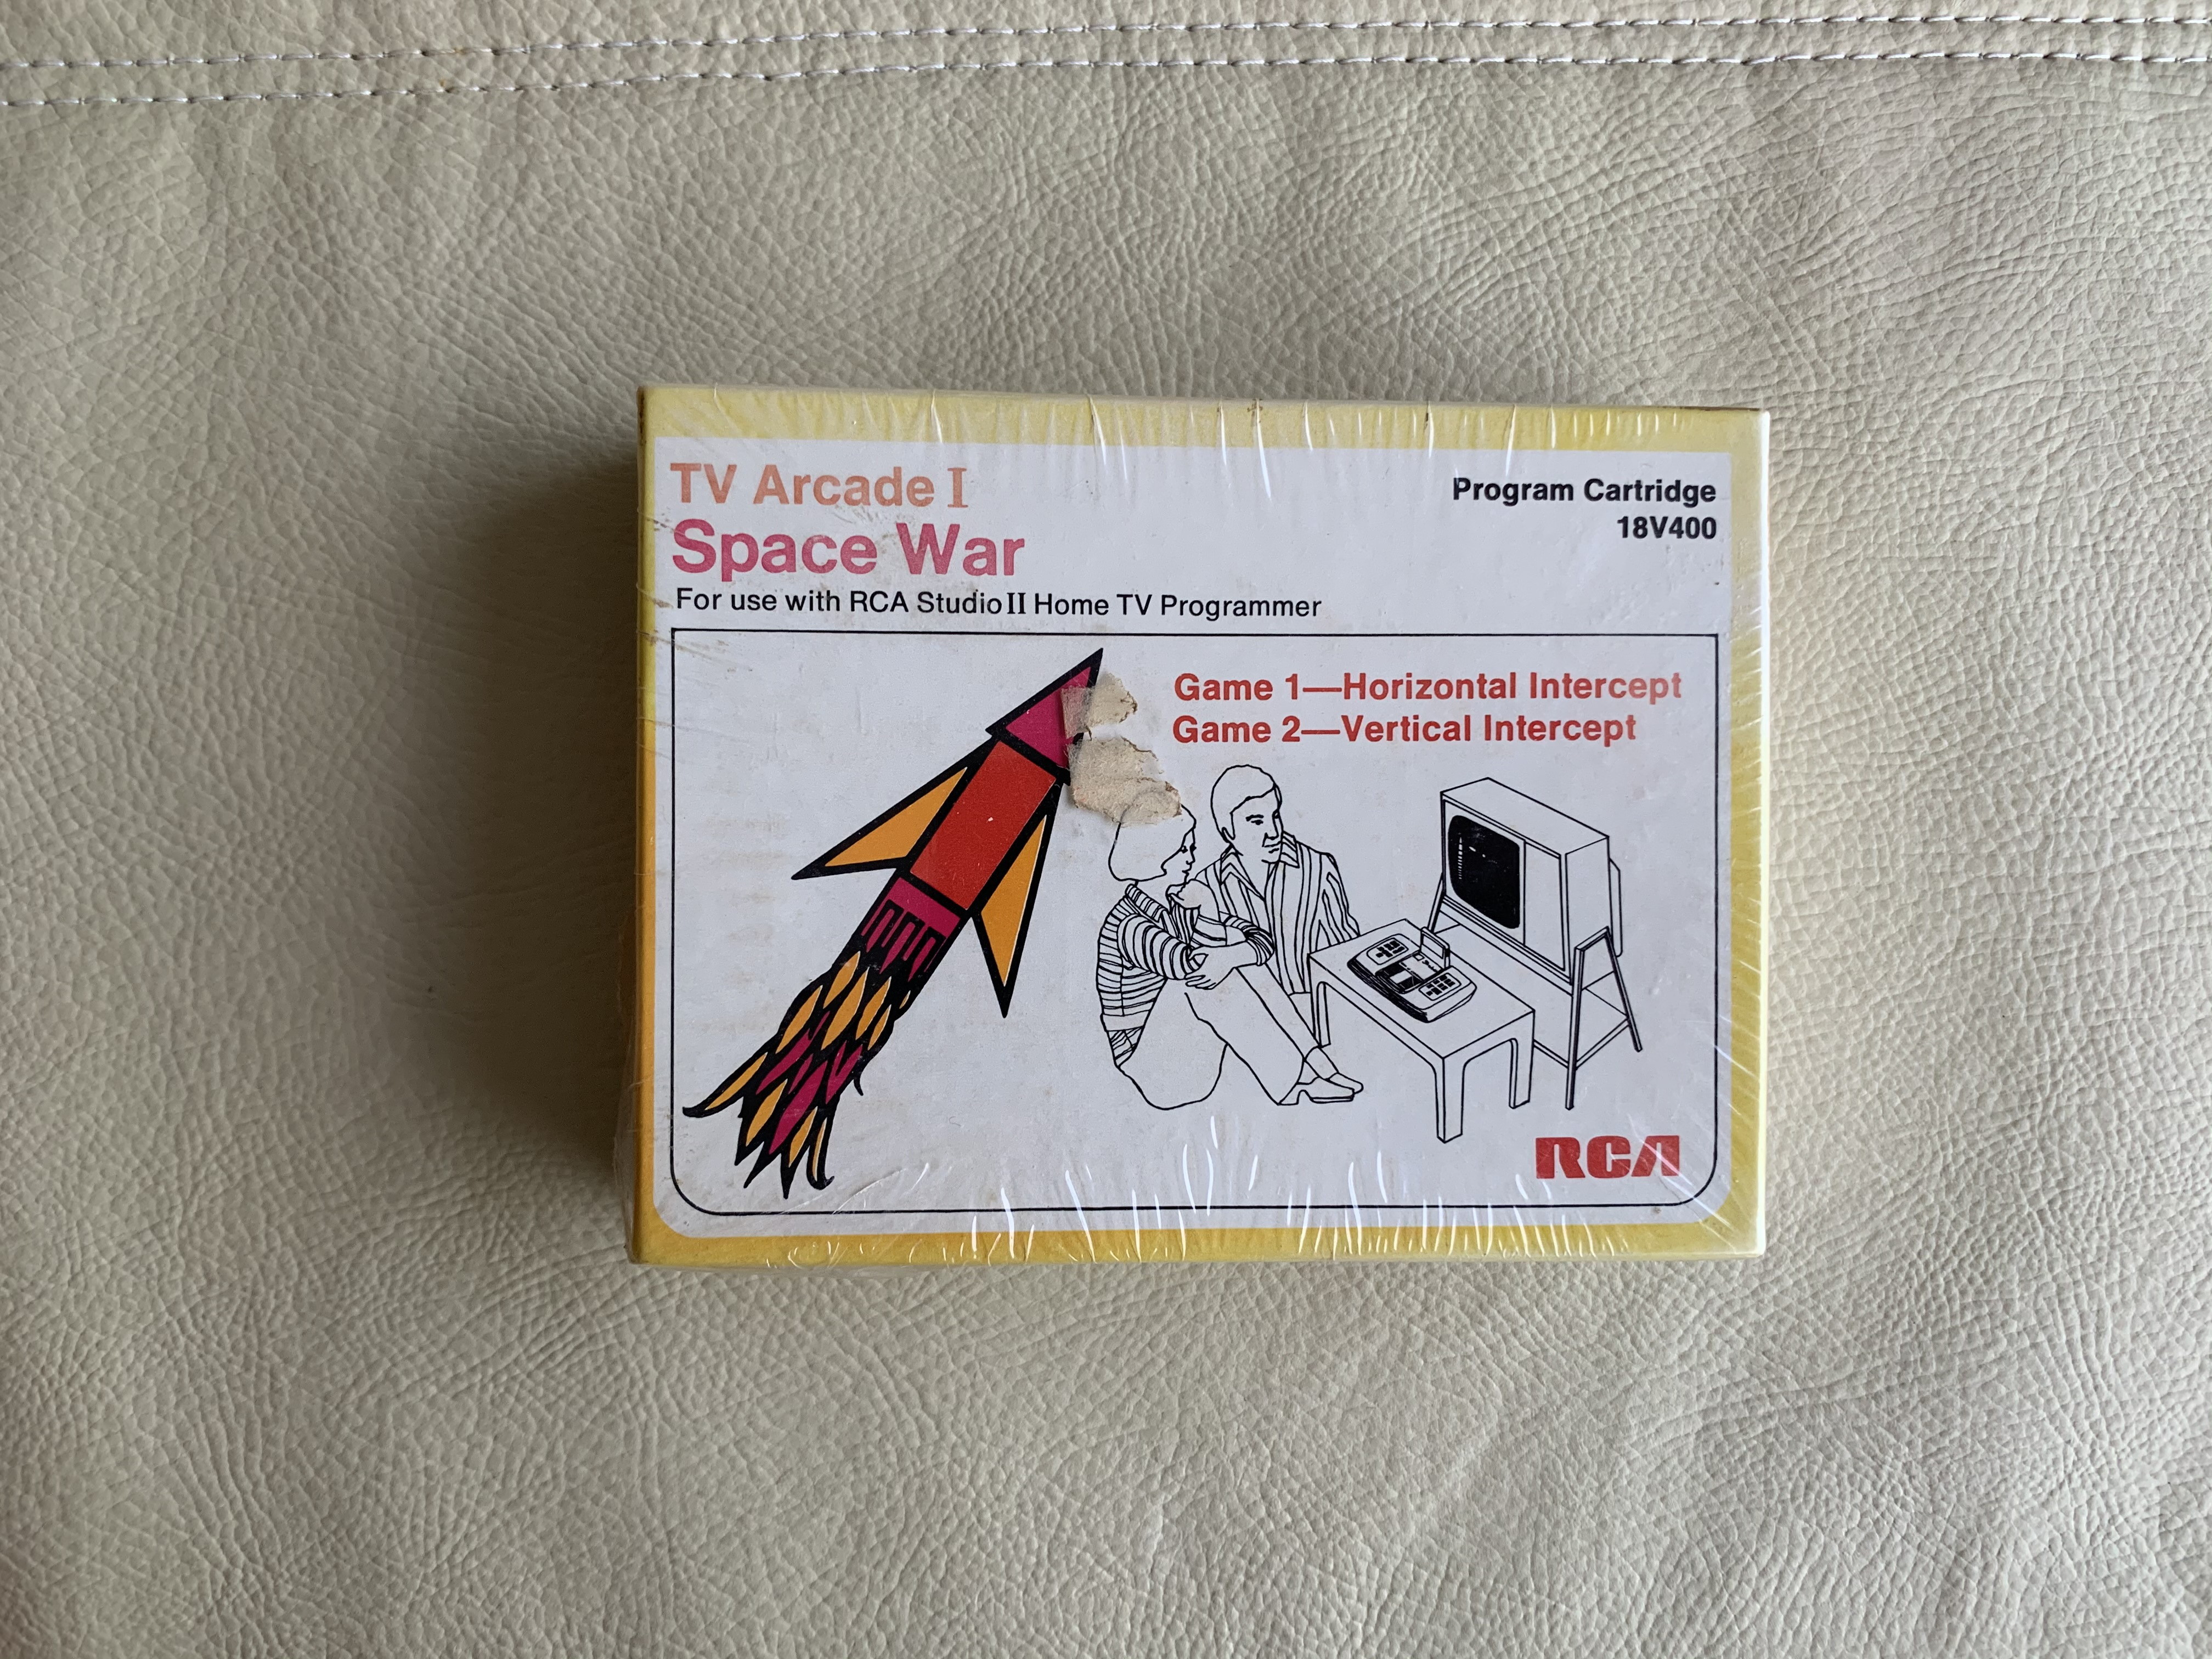 TV Arcade I
Space War
For use with RCA Studio II Home TV Programmer
Program Cartridge
18V400
Game 1—Horizontal Intercept
Game 2—Vertical Intercept
RCA